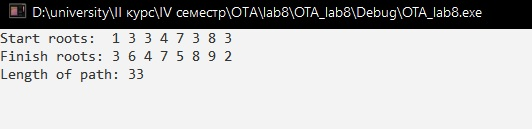 D:\university\II курс\IV семестр\OTA\lab8\OTA_lab8\Debug\OTA_lab8.exe
Start roots:  1 3 3 4 7 3 8 3
Finish roots: 3 6 4 7 5 8 9 2
Length of path: 33